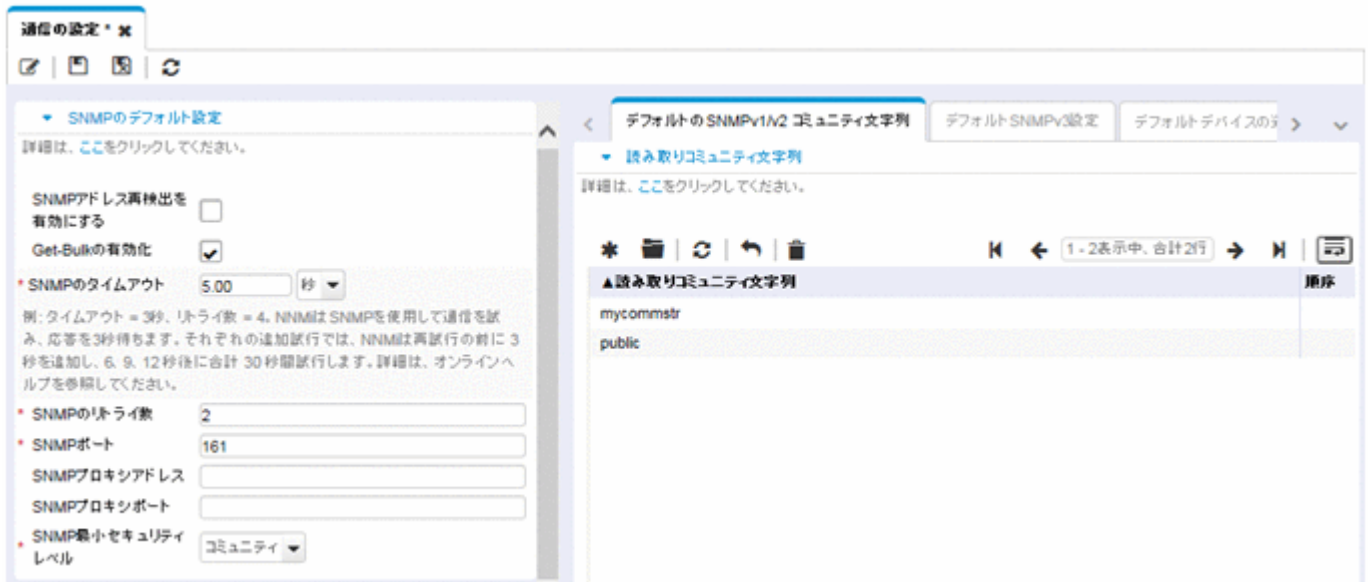 通信の設定 *
SNMPのデフォルト設定
詳細は、ここをクリックしてください。
SNMPアドレス再検出を
有効にする
Get-Bulkの有効化
* SNMPのタイムアウト 5.00 秒
例: タイムアウト = 3秒、リトライ数 = 4。NNMiはSNMPを使用して通信を試
み、応答を3秒待ちます。それぞれの追加試行では、NNMiは再試行の前に 3
秒を追加し、6、9、12 秒後に合計 30 秒間試行します。詳細は、オンラインヘ
ルプを参照してください。
* SNMPのリトライ数 2
* SNMPポート 161
SNMPプロキシアドレス
SNMPプロキシポート
* SNMP最小セキュリティ
レベル コミュニティ
デフォルトの SNMPv1/v2 コミュニティ文字列 デフォルト SNMPv3設定 デフォルトデバイスの
読み取りコミュニティ文字列
詳細は、ここをクリックしてください。
1 - 2表示中、合計2行
▲読み取りコミュニティ文字列 順序
mycommstr
public